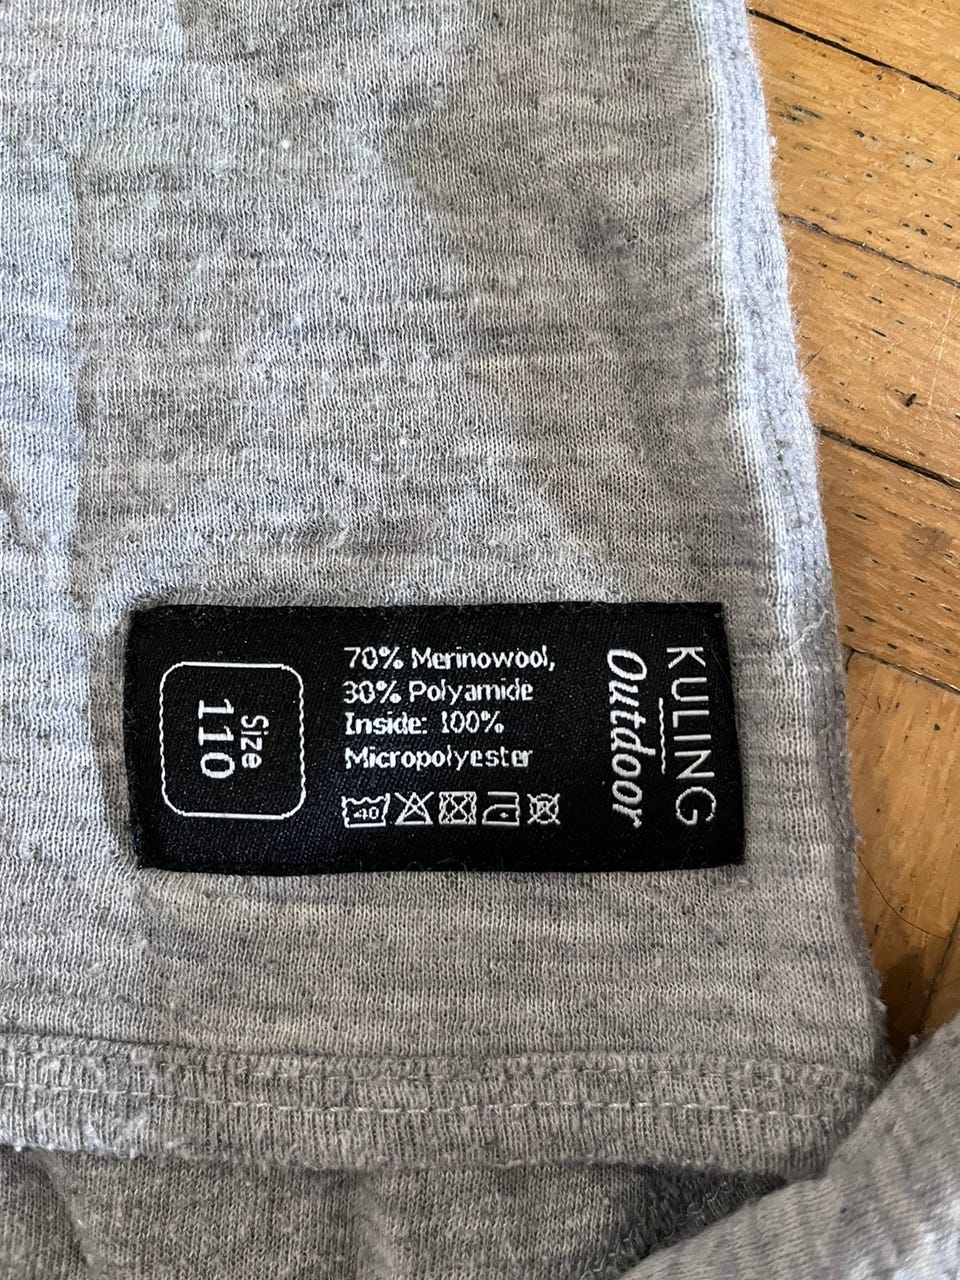 KULING
Outdoor
70% Merinowool,
30% Polyamide
Inside: 100%
Micropolyester
40
Size
110